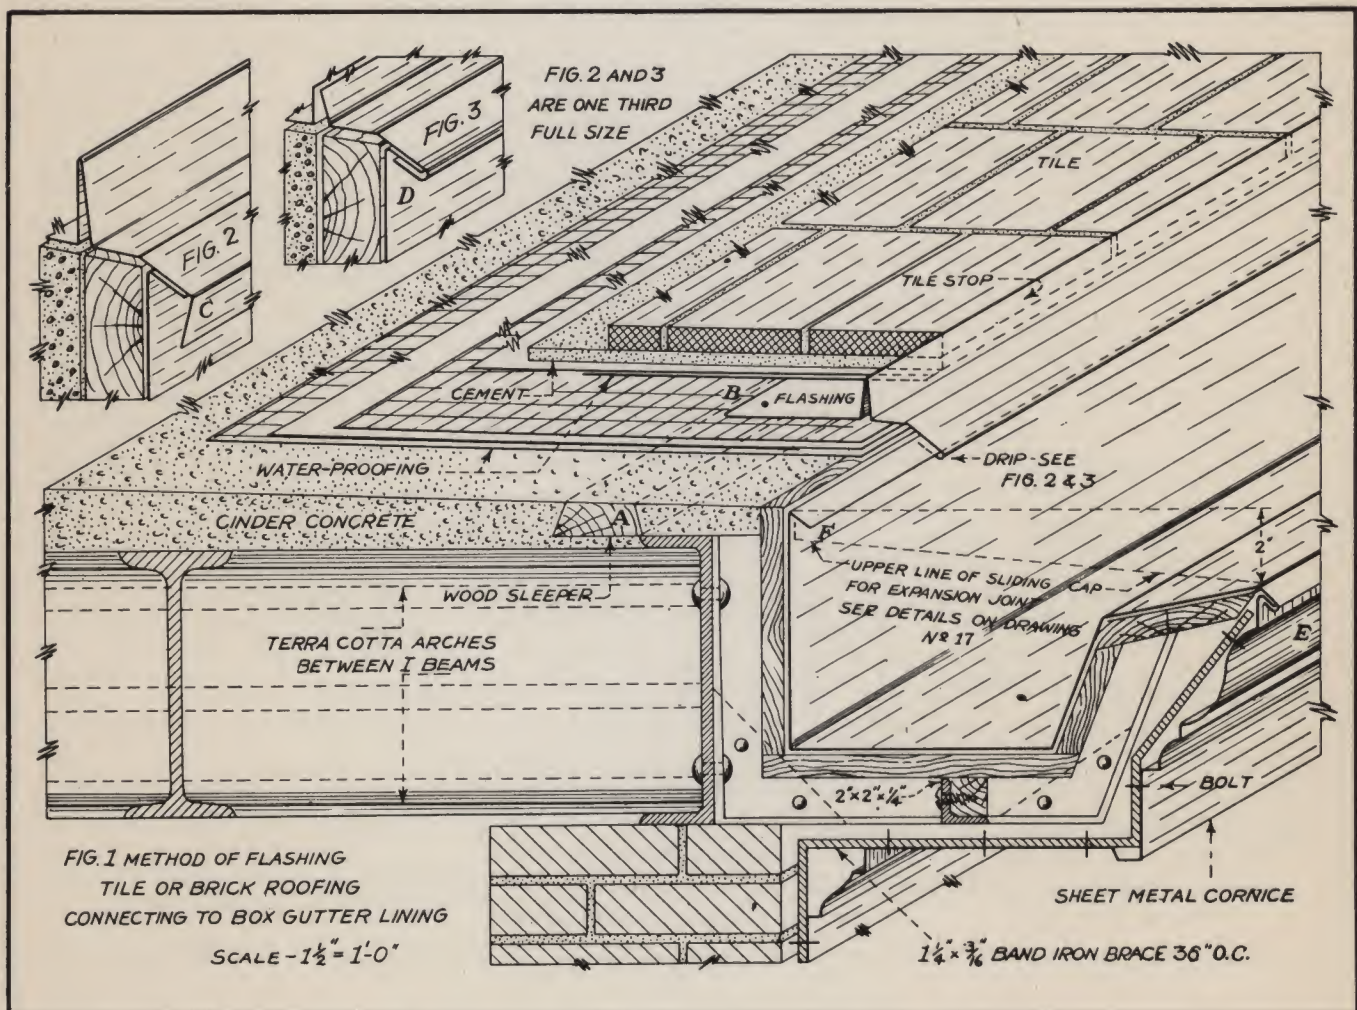 FIG. 2 AND 3
ARE ONE THIRD
FULL SIZE
FIG. 3
D
FIG. 2
C
TILE
TILE STOP
CEMENT
B
FLASHING
WATER-PROOFING
DRIP-SEE
FIG. 2 & 3
CINDER CONCRETE
A
F
2"
UPPER LINE OF SLIDING CAP
FOR EXPANSION JOINT
SEE DETAILS ON DRAWING
Nº 17
WOOD SLEEPER
E
TERRA COTTA ARCHES
BETWEEN I BEAMS
2"×2"×¼"
BOLT
FIG. 1 METHOD OF FLASHING
TILE OR BRICK ROOFING
CONNECTING TO BOX GUTTER LINING
SCALE - 1½" = 1'-0"
SHEET METAL CORNICE
1¼"×3/16" BAND IRON BRACE 36" O.C.